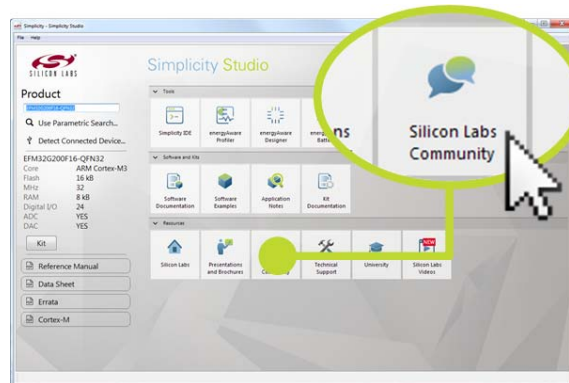 Simplicity - Simplicity Studio
File Help
SILICON LABS
Simplicity Studio
Product
EFM32G200F16-QFN32
Use Parametric Search...
Detect Connected Device...
EFM32G200F16-QFN32
Core ARM Cortex-M3
Flash 16 kB
MHz 32
RAM 8 kB
Digital I/O 24
ADC YES
DAC YES
Kit
Reference Manual
Data Sheet
Errata
Cortex-M
Tools
Simplicity IDE
energyAware
Profiler
energyAware
Designer
Software and Kits
Software
Documentation
Software
Examples
Application
Notes
Kit
Documentation
Resources
Silicon Labs
Presentations
and Brochures
Technical
Support
University
NEW
Silicon Labs
Videos
Silicon Labs
Community